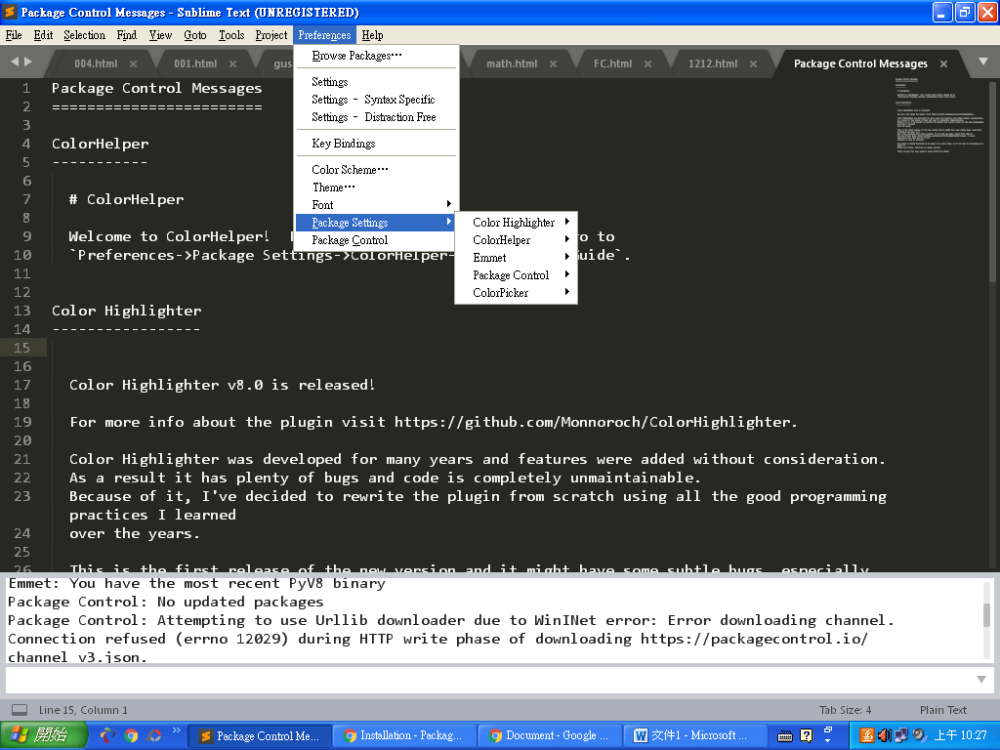 Package Control Messages - Sublime Text (UNREGISTERED)
File Edit Selection Find View Goto Tools Project Preferences Help
004.html 001.html gus math.html FC.html 1212.html Package Control Messages
Browse Packages…
Settings
Settings - Syntax Specific
Settings - Distraction Free
Key Bindings
Color Scheme…
Theme…
Font
Package Settings
Package Control
Color Highlighter
ColorHelper
Emmet
Package Control
ColorPicker
1 Package Control Messages
2 ========================
3
4 ColorHelper
5 -----------
6
7 # ColorHelper
8
9 Welcome to ColorHelper! to
10 `Preferences->Package Settings->ColorHelper- Guide`.
11
12
13 Color Highlighter
14 -----------------
15
16
17 Color Highlighter v8.0 is released!
18
19 For more info about the plugin visit https://github.com/Monnoroch/ColorHighlighter.
20
21 Color Highlighter was developed for many years and features were added without consideration.
22 As a result it has plenty of bugs and code is completely unmaintainable.
23 Because of it, I've decided to rewrite the plugin from scratch using all the good programming
practices I learned
24 over the years.
25
26 This is the first release of the new version and it might have some subtle bugs, especially
Emmet: You have the most recent PyV8 binary
Package Control: No updated packages
Package Control: Attempting to use Urllib downloader due to WinINet error: Error downloading channel.
Connection refused (errno 12029) during HTTP write phase of downloading https://packagecontrol.io/
channel_v3.json.
Line 15, Column 1 Tab Size: 4 Plain Text
開始 Package Control Me... Installation - Packag... Document - Google ... 文件1 - Microsoft ... 上午 10:27